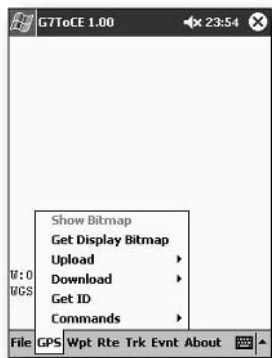 G7ToCE 1.00 23:54
Show Bitmap
Get Display Bitmap
Upload
Download
W:0
Get ID
WGS
Commands
File GPS Wpt Rte Trk Evnt About